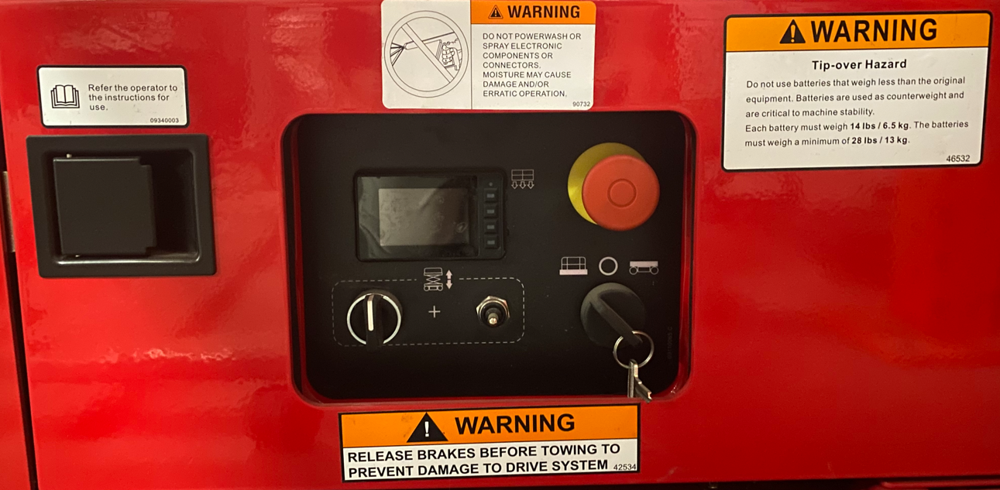 WARNING
DO NOT POWERWASH OR
SPRAY ELECTRONIC
COMPONENTS OR
CONNECTORS.
MOISTURE MAY CAUSE
DAMAGE AND/OR
ERRATIC OPERATION.
90732
WARNING
Tip-over Hazard
Do not use batteries that weigh less than the original
equipment. Batteries are used as counterweight and
are critical to machine stability.
Each battery must weigh 14 lbs / 6.5 kg. The batteries
must weigh a minimum of 28 lbs / 13 kg.
46532
Refer the operator to
the instructions for
use.
09340003
+
WARNING
RELEASE BRAKES BEFORE TOWING TO
PREVENT DAMAGE TO DRIVE SYSTEM 42534